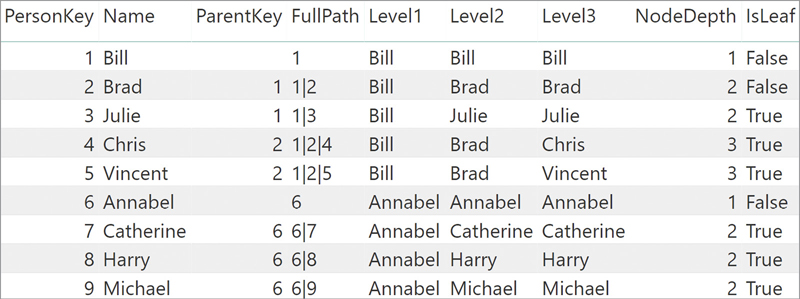 PersonKey Name ParentKey FullPath Level1 Level2 Level3 NodeDepth IsLeaf
1 Bill 1 Bill Bill Bill 1 False
2 Brad 1 1|2 Bill Brad Brad 2 False
3 Julie 1 1|3 Bill Julie Julie 2 True
4 Chris 2 1|2|4 Bill Brad Chris 3 True
5 Vincent 2 1|2|5 Bill Brad Vincent 3 True
6 Annabel 6 Annabel Annabel Annabel 1 False
7 Catherine 6 6|7 Annabel Catherine Catherine 2 True
8 Harry 6 6|8 Annabel Harry Harry 2 True
9 Michael 6 6|9 Annabel Michael Michael 2 True